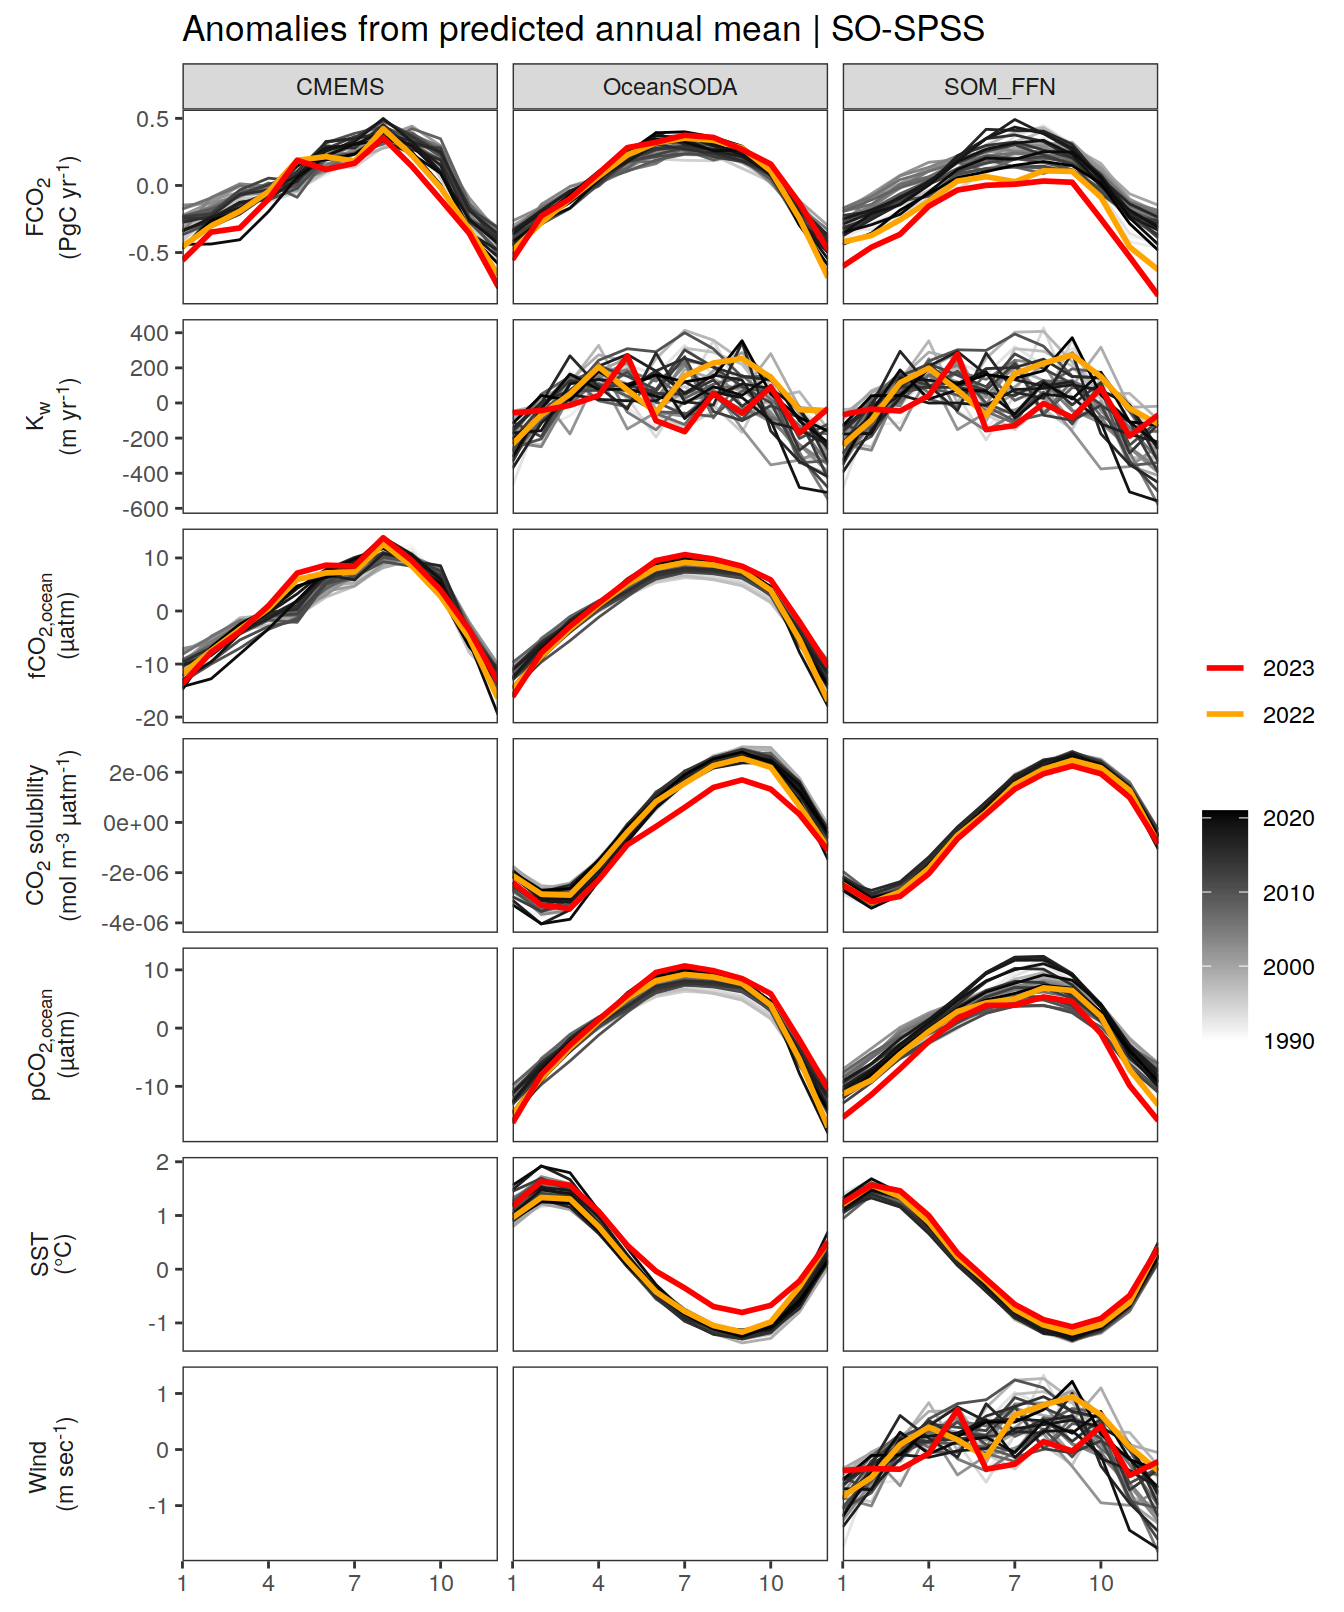 Anomalies from predicted annual mean | SO-SPSS
CMEMS OceanSODA SOM_FFN
FCO2
(PgC yr-1)
0.5
0.0
-0.5
Kw
(m yr-1)
400
200
0
-200
-400
-600
fCO2,ocean
(µatm)
10
0
-10
-20
CO2 solubility
(mol m-3 µatm-1)
2e-06
0e+00
-2e-06
-4e-06
pCO2,ocean
(µatm)
10
0
-10
SST
(°C)
2
1
0
-1
Wind
(m sec-1)
1
0
-1
1 4 7 10 1 4 7 10 1 4 7 10
2023
2022
2020
2010
2000
1990